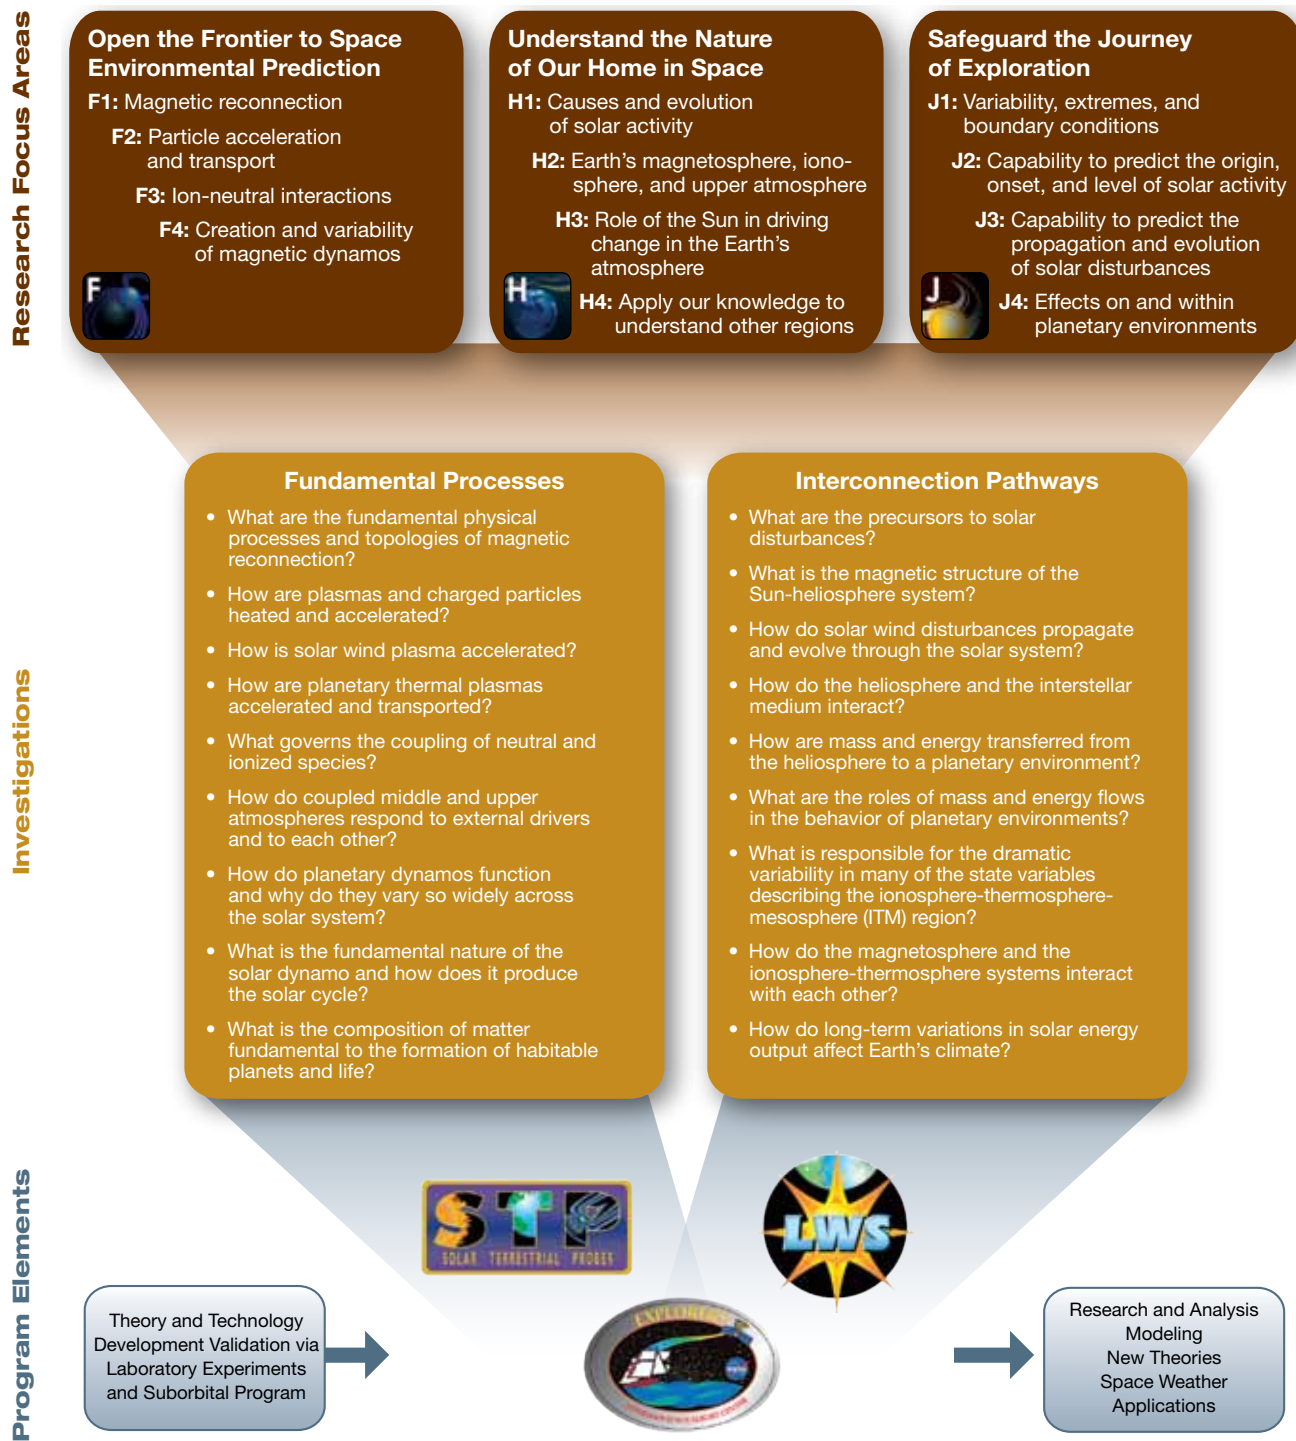 Research Focus Areas
Open the Frontier to Space
Environmental Prediction
F1: Magnetic reconnection
F2: Particle acceleration
and transport
F3: Ion-neutral interactions
F4: Creation and variability
of magnetic dynamos
F
Understand the Nature
of Our Home in Space
H1: Causes and evolution
of solar activity
H2: Earth's magnetosphere, iono-
sphere, and upper atmosphere
H3: Role of the Sun in driving
change in the Earth's
atmosphere
H4: Apply our knowledge to
understand other regions
H
Safeguard the Journey
of Exploration
J1: Variability, extremes, and
boundary conditions
J2: Capability to predict the origin,
onset, and level of solar activity
J3: Capability to predict the
propagation and evolution
of solar disturbances
J4: Effects on and within
planetary environments
J
Investigations
Fundamental Processes
• What are the fundamental physical
processes and topologies of magnetic
reconnection?
• How are plasmas and charged particles
heated and accelerated?
• How is solar wind plasma accelerated?
• How are planetary thermal plasmas
accelerated and transported?
• What governs the coupling of neutral and
ionized species?
• How do coupled middle and upper
atmospheres respond to external drivers
and to each other?
• How do planetary dynamos function
and why do they vary so widely across
the solar system?
• What is the fundamental nature of the
solar dynamo and how does it produce
the solar cycle?
• What is the composition of matter
fundamental to the formation of habitable
planets and life?
Interconnection Pathways
• What are the precursors to solar
disturbances?
• What is the magnetic structure of the
Sun-heliosphere system?
• How do solar wind disturbances propagate
and evolve through the solar system?
• How do the heliosphere and the interstellar
medium interact?
• How are mass and energy transferred from
the heliosphere to a planetary environment?
• What are the roles of mass and energy flows
in the behavior of planetary environments?
• What is responsible for the dramatic
variability in many of the state variables
describing the ionosphere-thermosphere-
mesosphere (ITM) region?
• How do the magnetosphere and the
ionosphere-thermosphere systems interact
with each other?
• How do long-term variations in solar energy
output affect Earth's climate?
Program Elements
STP
SOLAR TERRESTRIAL PROBES
LWS
Theory and Technology
Development Validation via
Laboratory Experiments
and Suborbital Program
Research and Analysis
Modeling
New Theories
Space Weather
Applications